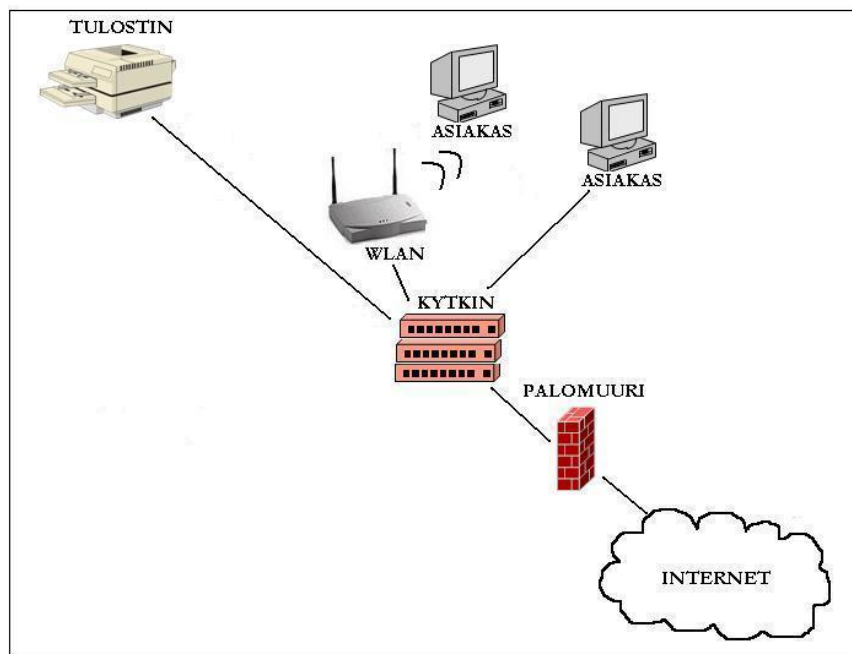 TULOSTIN
ASIAKAS
ASIAKAS
WLAN
KYTKIN
PALOMUURI
INTERNET